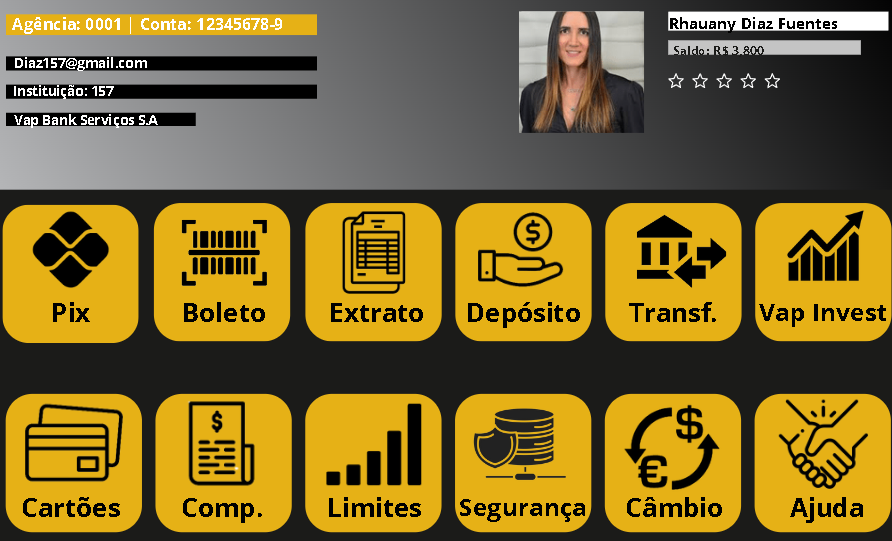 Agência: 0001 | Conta: 12345678-9
Diaz157@gmail.com
Instituição: 157
Vap Bank Serviços S.A
Rhauany Diaz Fuentes
Saldo: R$ 3,800
Pix
Boleto
Extrato
Depósito
Transf.
Vap Invest
Cartões
Comp.
Limites
Segurança
Câmbio
Ajuda